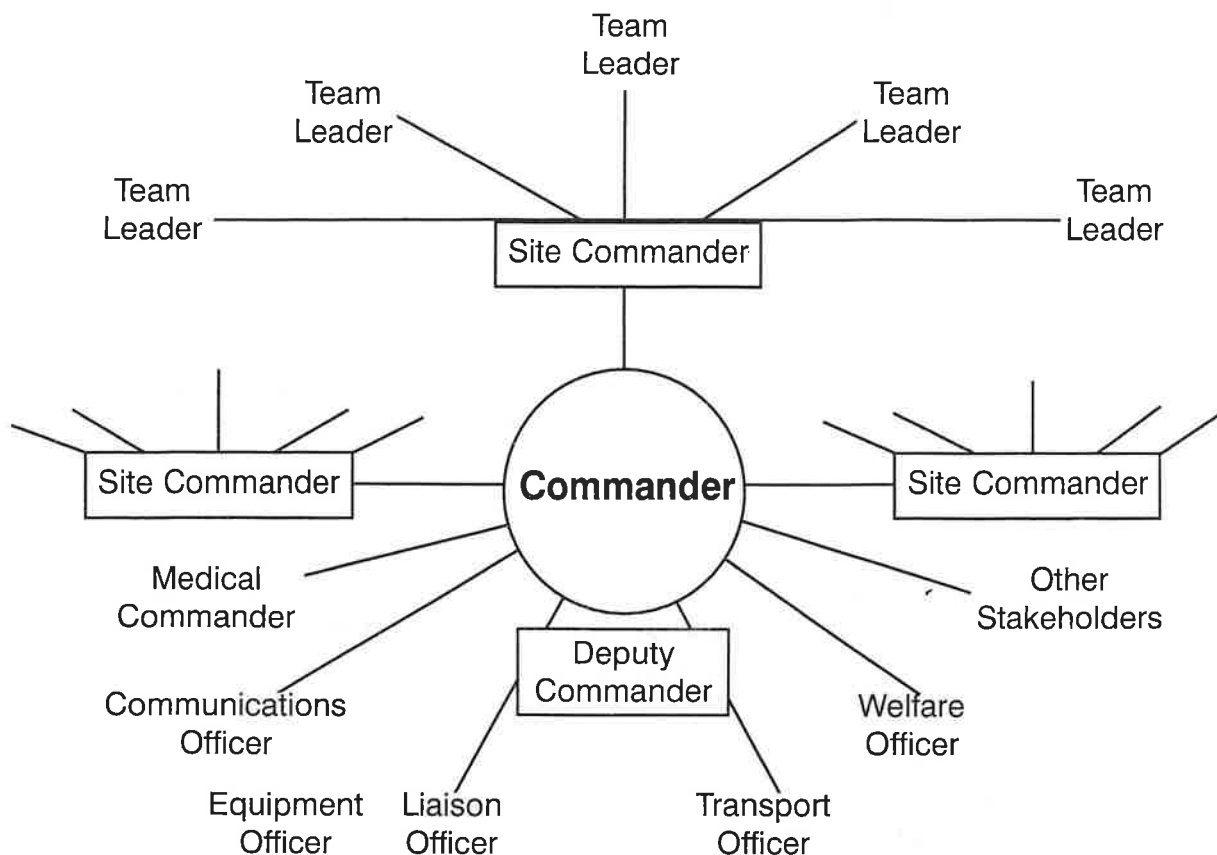 Team
Leader
Team
Leader
Team
Leader
Team
Leader
Team
Leader
Site Commander
Site Commander
Commander
Site Commander
Medical
Commander
Other
Stakeholders
Deputy
Commander
Communications
Officer
Welfare
Officer
Equipment
Officer
Liaison
Officer
Transport
Officer